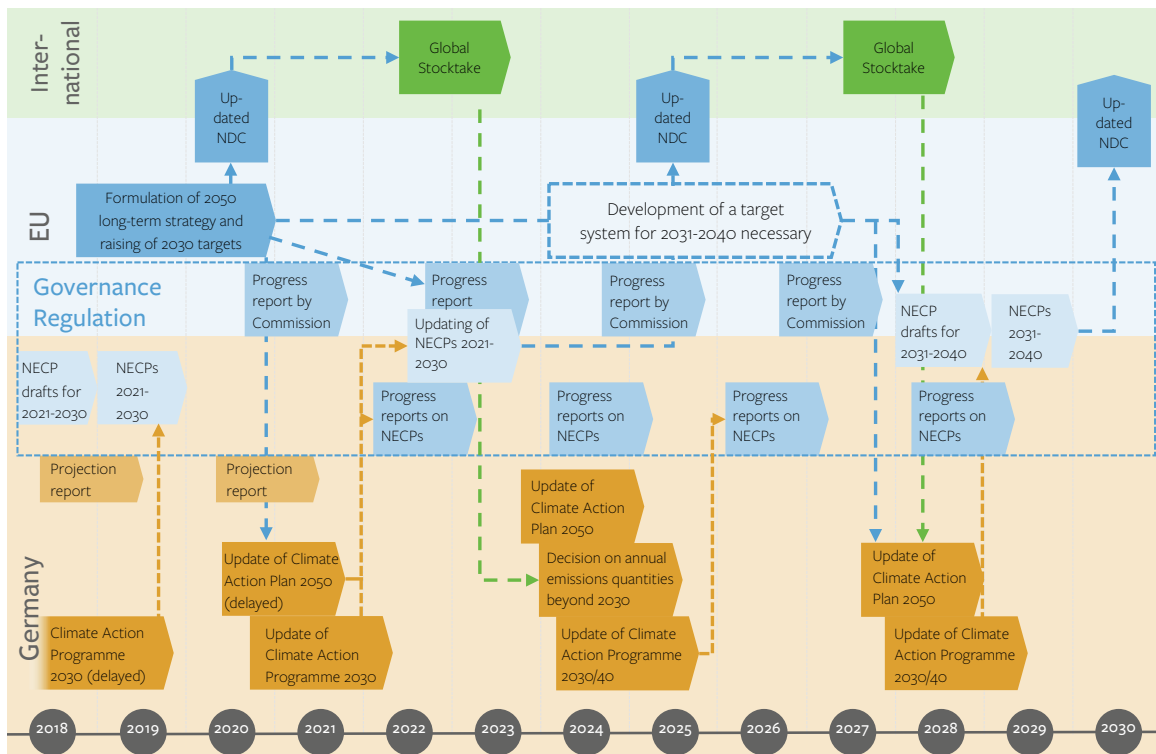 Inter-
national
Global
Stocktake
Global
Stocktake
Up-
dated
NDC
Up-
dated
NDC
Up-
dated
NDC
EU
Formulation of 2050
long-term strategy and
raising of 2030 targets
Development of a target
system for 2031-2040 necessary
Governance
Regulation
Progress
report by
Commission
Progress
report
Progress
report by
Commission
Progress
report by
Commission
Updating of
NECPs 2021-
2030
NECP
drafts for
2031-2040
NECPs
2031-
2040
NECP
drafts for
2021-2030
NECPs
2021-
2030
Progress
reports on
NECPs
Progress
reports on
NECPs
Progress
reports on
NECPs
Progress
reports on
NECPs
Germany
Projection
report
Projection
report
Update of
Climate Action
Plan 2050
Update of Climate
Action Plan 2050
(delayed)
Decision on annual
emissions quantities
beyond 2030
Update of
Climate Action
Plan 2050
Climate Action
Programme
2030 (delayed)
Update of
Climate Action
Programme 2030
Update of Climate
Action Programme
2030/40
Update of Climate
Action Programme
2030/40
2018
2019
2020
2021
2022
2023
2024
2025
2026
2027
2028
2029
2030